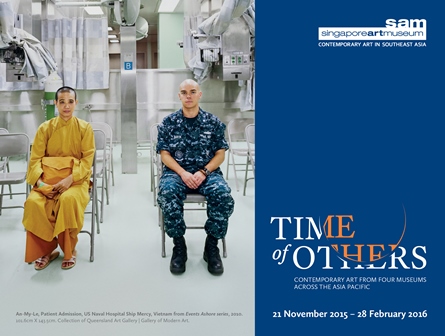 sam
singaporeartmuseum
CONTEMPORARY ART IN SOUTHEAST ASIA
B
TIME
of OTHERS
CONTEMPORARY ART FROM FOUR MUSEUMS
ACROSS THE ASIA PACIFIC
21 November 2015 – 28 February 2016
An-My Le, Patient Admission, US Naval Hospital Ship Mercy, Vietnam from Events Ashore series, 2010.
Collection of Queensland Art Gallery | Gallery of Modern Art.